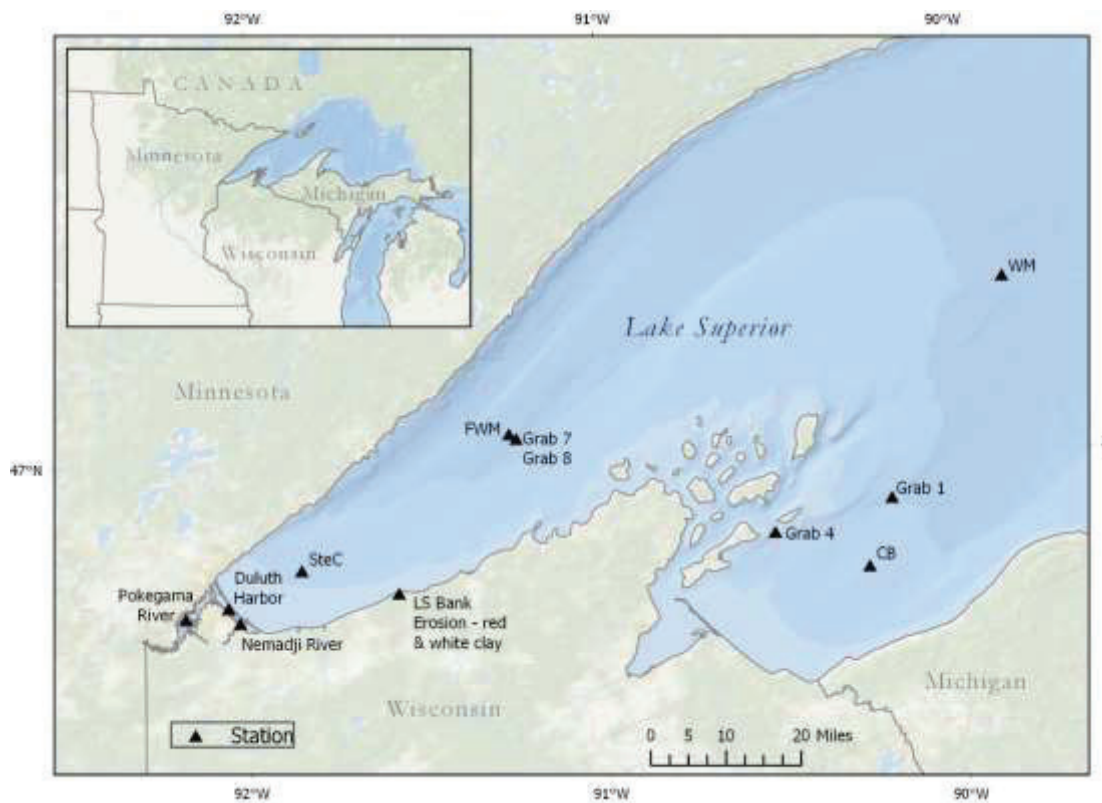 92°W
91°W
90°W
CANADA
Minnesota
Michigan
Wisconsin
WM
Lake Superior
Minnesota
FWM
Grab 7
Grab 8
47°N
Grab 1
Grab 4
SteC
CB
Duluth
Harbor
Pokegama
River
LS Bank
Erosion - red
& white clay
Nemadji River
Michigan
Wisconsin
Station
0 5 10 20 Miles
92°W
91°W
90°W